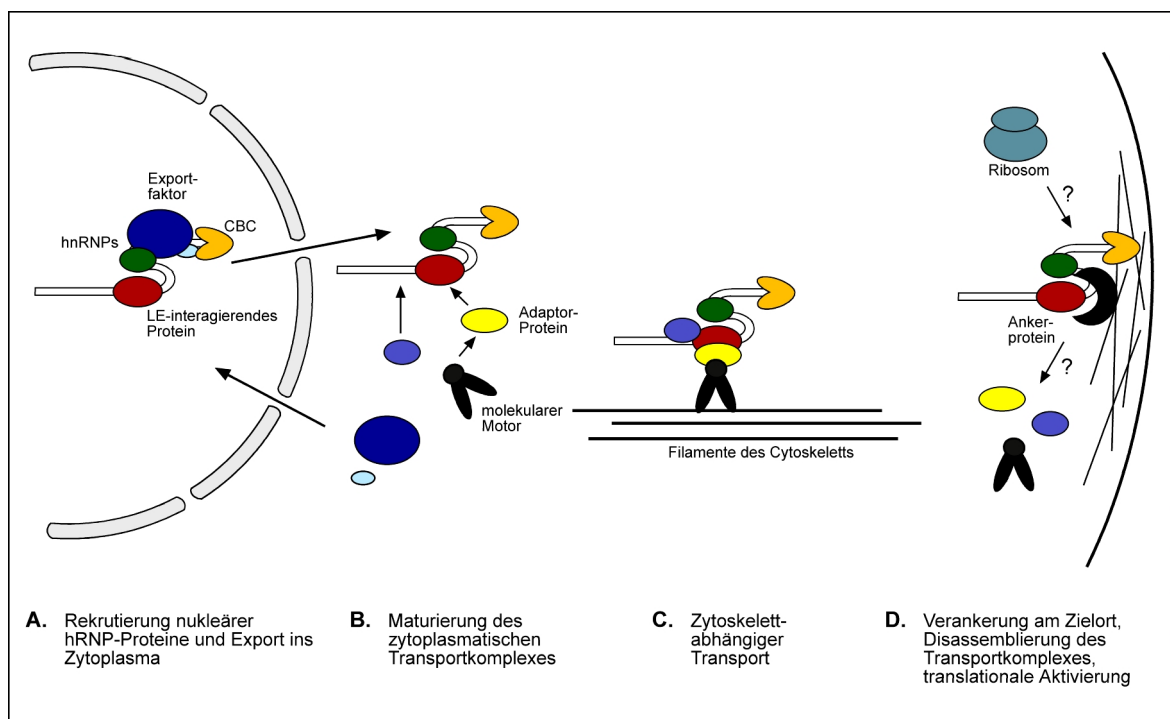 Export-
faktor
CBC
hnRNPs
LE-interagierendes
Protein
Adaptor-
Protein
molekularer
Motor
Filamente des Cytoskeletts
Ribosom
?
Anker-
protein
?
A. Rekrutierung nukleärer
hRNP-Proteine und Export ins
Zytoplasma
B. Maturierung des
zytoplasmatischen
Transportkomplexes
C. Zytoskelett-
abhängiger
Transport
D. Verankerung am Zielort,
Disassemblierung des
Transportkomplexes,
translationale Aktivierung